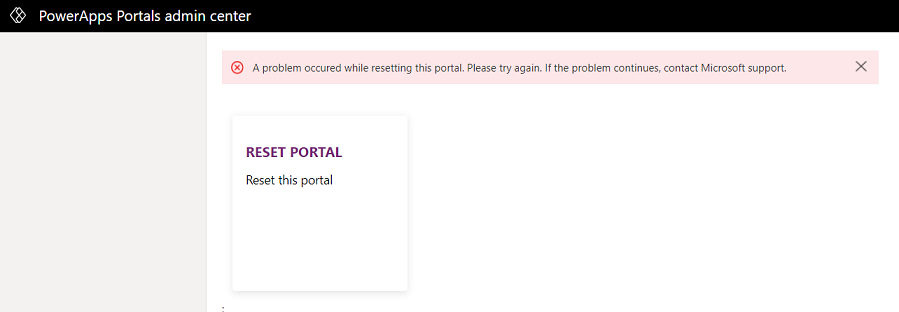 PowerApps Portals admin center
A problem occured while resetting this portal. Please try again. If the problem continues, contact Microsoft support.
RESET PORTAL
Reset this portal